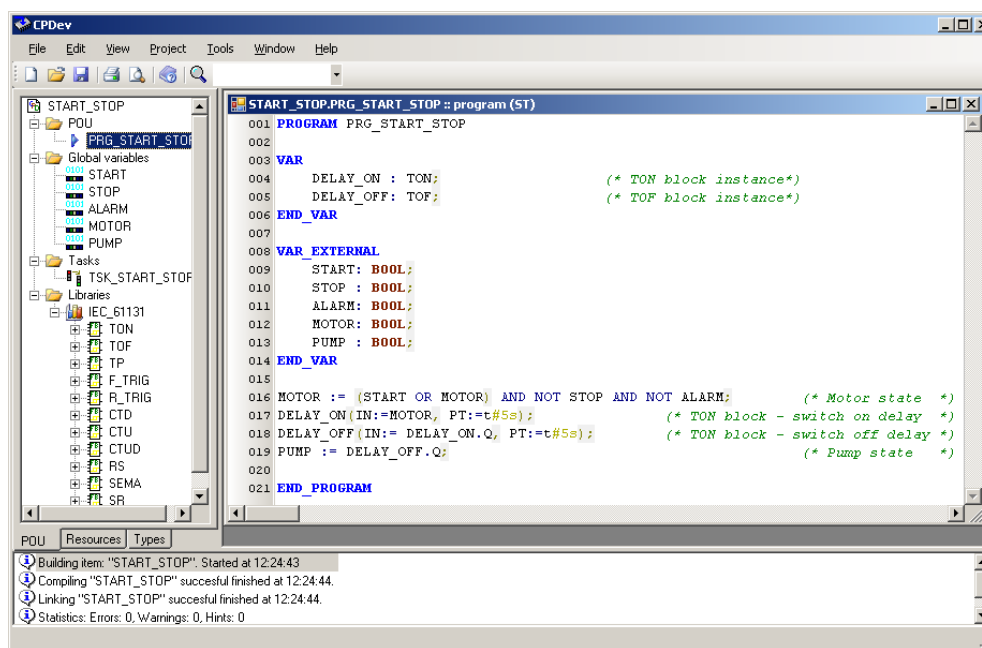 CPDev
File Edit View Project Tools Window Help
START_STOP
POU
PRG_START_STOP
Global variables
START
STOP
ALARM
MOTOR
PUMP
Tasks
TSK_START_STOP
Libraries
IEC_61131
TON
TOF
TP
F_TRIG
R_TRIG
CTD
CTU
CTUD
RS
SEMA
SR
POU Resources Types
START_STOP.PRG_START_STOP :: program (ST)
001 PROGRAM PRG_START_STOP
002
003 VAR
004 DELAY_ON : TON; (* TON block instance*)
005 DELAY_OFF: TOF; (* TOF block instance*)
006 END_VAR
007
008 VAR_EXTERNAL
009 START: BOOL;
010 STOP : BOOL;
011 ALARM: BOOL;
012 MOTOR: BOOL;
013 PUMP : BOOL;
014 END_VAR
015
016 MOTOR := (START OR MOTOR) AND NOT STOP AND NOT ALARM; (* Motor state *)
017 DELAY_ON(IN:=MOTOR, PT:=t#5s); (* TON block - switch on delay *)
018 DELAY_OFF(IN:= DELAY_ON.Q, PT:=t#5s); (* TON block - switch off delay *)
019 PUMP := DELAY_OFF.Q; (* Pump state *)
020
021 END_PROGRAM
Building item: "START_STOP". Started at 12:24:43
Compiling "START_STOP" succesful finished at 12:24:44.
Linking "START_STOP" succesful finished at 12:24:44.
Statistics: Errors: 0, Warnings: 0, Hints: 0